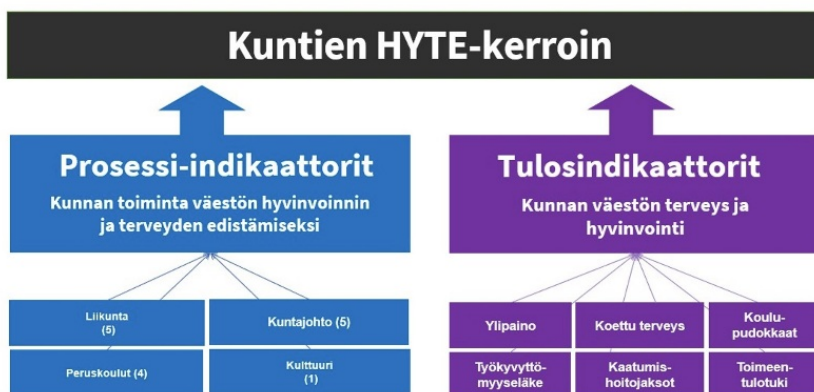 Kuntien HYTE-kerroin
Prosessi-indikaattorit
Kunnan toiminta väestön hyvinvoinnin
ja terveyden edistämiseksi
Tulosindikaattorit
Kunnan väestön terveys ja
hyvinvointi
Liikunta
(5)
Kuntajohto (5)
Peruskoulut (4)
Kulttuuri
(1)
Ylipaino
Koettu terveys
Koulu-
pudokkaat
Työkyvyttö-
myyseläke
Kaatumis-
hoitojaksot
Toimeen-
tulotuki